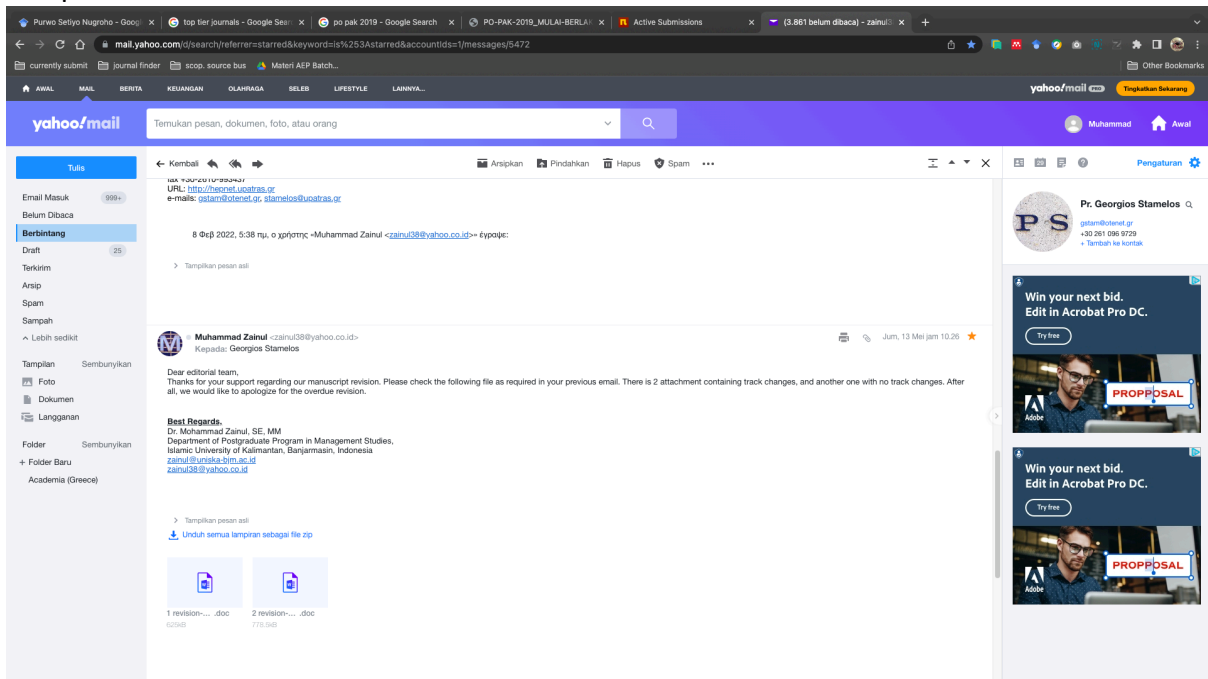 Purwo Setiyo Nugroho - Googl
top tier journals - Google Sear
po pak 2019 - Google Search
PO-PAK-2019_MULAI-BERLAK
Active Submissions
(3.861 belum dibaca) - zainul3
mail.yahoo.com/d/search/referrer=starred&keyword=is%253Astarred&accountIds=1/messages/5472
currently submit
journal finder
scop. source bus
Materi AEP Batch...
Other Bookmarks
AWAL MAIL BERITA KEUANGAN OLAHRAGA SELEB LIFESTYLE LAINNYA...
yahoo!mail PRO
Tingkatkan Sekarang
yahoo!mail
Temukan pesan, dokumen, foto, atau orang
Muhammad
Awal
Tulis
Email Masuk 999+
Belum Dibaca
Berbintang
Draft 25
Terkirim
Arsip
Spam
Sampah
Lebih sedikit
Tampilan Sembunyikan
Foto
Dokumen
Langganan
Folder Sembunyikan
+ Folder Baru
Academia (Greece)
Kembali
Arsipkan
Pindahkan
Hapus
Spam
fax +30-2610-993437
URL: http://hepnet.upatras.gr
e-mails: gstam@otenet.gr, stamelos@upatras.gr
8 Φεβ 2022, 5:38 πμ, ο χρήστης «Muhammad Zainul <zainul38@yahoo.co.id>» έγραψε:
> Tampilkan pesan asli
Muhammad Zainul <zainul38@yahoo.co.id>
Jum, 13 Mei jam 10.26
Kepada: Georgios Stamelos
Dear editorial team,
Thanks for your support regarding our manuscript revision. Please check the following file as required in your previous email. There is 2 attachment containing track changes, and another one with no track changes. After
all, we would like to apologize for the overdue revision.
Best Regards,
Dr. Mohammad Zainul, SE, MM
Department of Postgraduate Program in Management Studies,
Islamic University of Kalimantan, Banjarmasin, Indonesia
zainul@uniska-bjm.ac.id
zainul38@yahoo.co.id
> Tampilkan pesan asli
Unduh semua lampiran sebagai file zip
1 revision-... .doc
625kB
2 revision-... .doc
778.5kB
Pengaturan
PS
Pr. Georgios Stamelos
gstam@otenet.gr
+30 261 096 9729
+ Tambah ke kontak
Win your next bid.
Edit in Acrobat Pro DC.
Try free
PROPPOSAL
Adobe
Win your next bid.
Edit in Acrobat Pro DC.
Try free
PROPPOSAL
Adobe